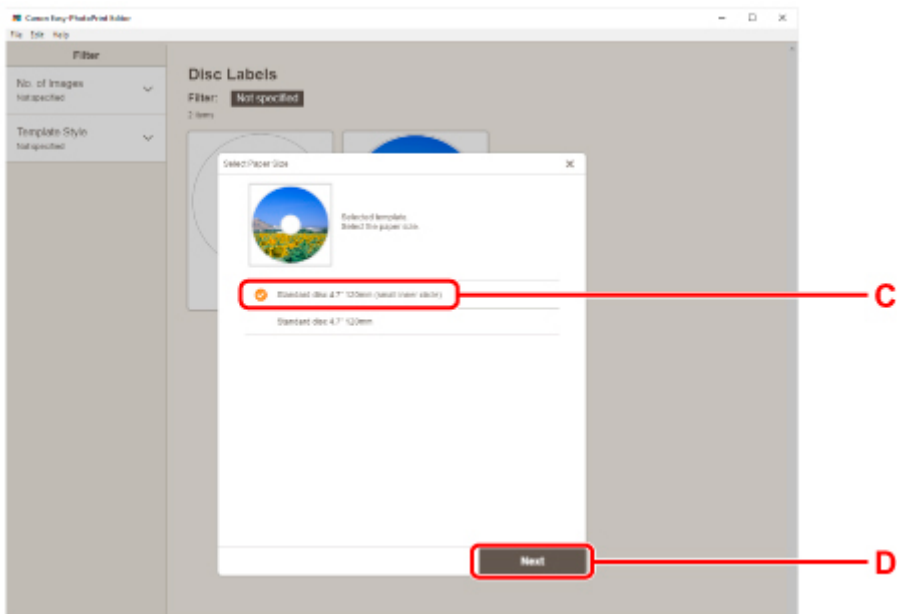 Canon Easy-PhotoPrint Editor
File Edit Help
Filter
No. of Images
Not specified
Template Style
Not specified
Disc Labels
Filter: Not specified
2 items
Select Paper Size
Selected template.
Select the paper size.
Standard disc 4.7" 120mm (small inner circle)
Standard disc 4.7" 120mm
Next
C
D